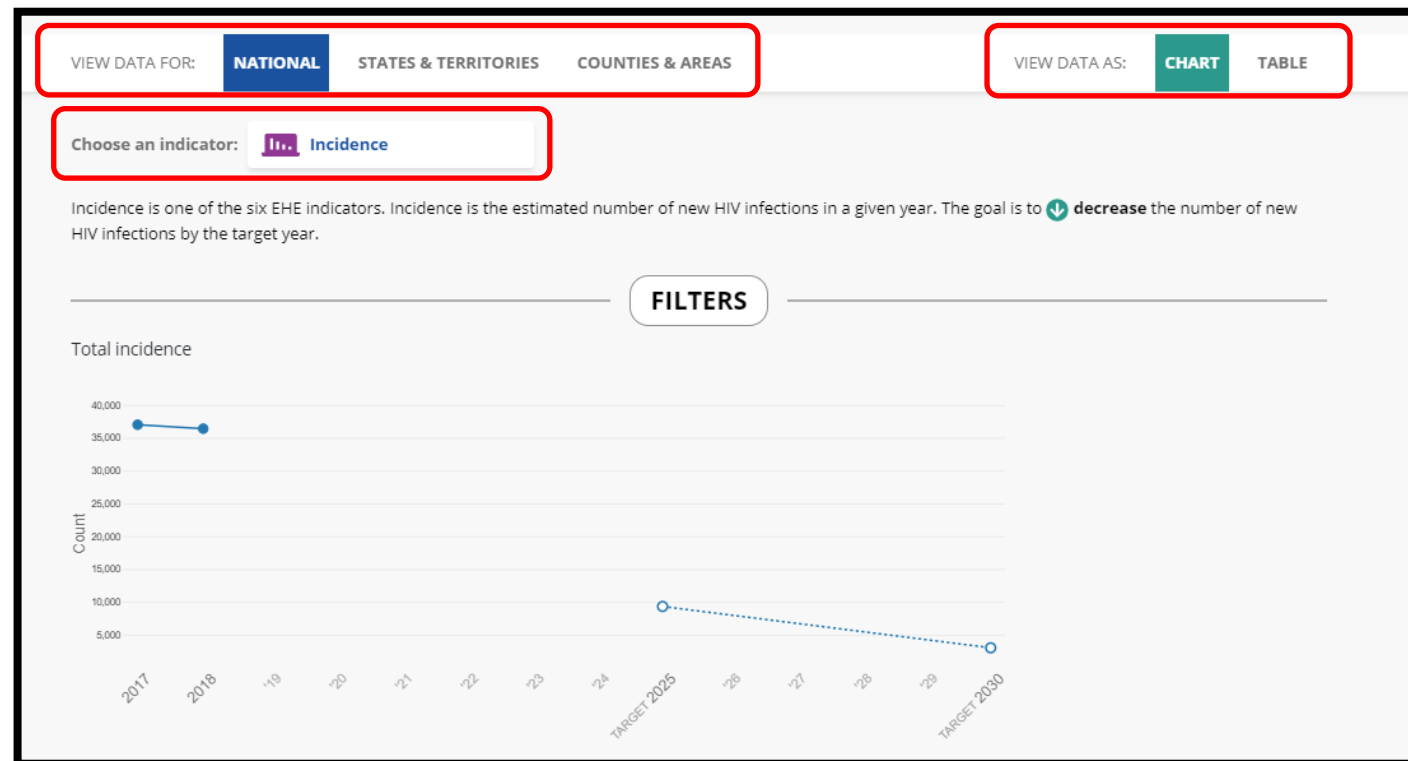 VIEW DATA FOR: NATIONAL STATES & TERRITORIES COUNTIES & AREAS VIEW DATA AS: CHART TABLE
Choose an indicator: Incidence
Incidence is one of the six EHE indicators. Incidence is the estimated number of new HIV infections in a given year. The goal is to decrease the number of new
HIV infections by the target year.
FILTERS
Total incidence
40,000
35,000
30,000
25,000
20,000
15,000
10,000
5,000
Count
2017 2018 '19 '20 '21 '22 '23 '24 TARGET 2025 '26 '27 '28 '29 TARGET 2030